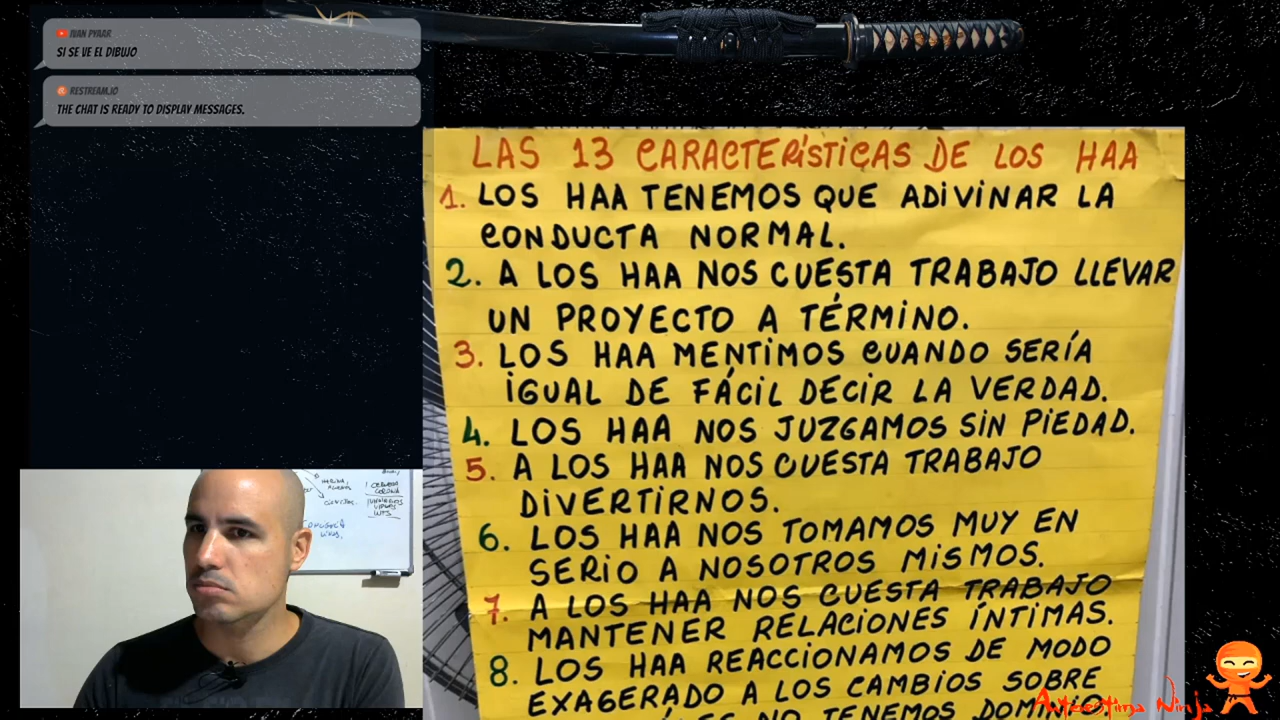 IVAN PYAAR
SI SE VE EL DIBUJO
RESTREAM.IO
THE CHAT IS READY TO DISPLAY MESSAGES.
LAS 13 CARACTERÍSTICAS DE LOS HAA
1. LOS HAA TENEMOS QUE ADIVINAR LA
CONDUCTA NORMAL.
2. A LOS HAA NOS CUESTA TRABAJO LLEVAR
UN PROYECTO A TÉRMINO.
3. LOS HAA MENTIMOS CUANDO SERÍA
IGUAL DE FÁCIL DECIR LA VERDAD.
4. LOS HAA NOS JUZGAMOS SIN PIEDAD.
5. A LOS HAA NOS CUESTA TRABAJO
DIVERTIRNOS.
6. LOS HAA NOS TOMAMOS MUY EN
SERIO A NOSOTROS MISMOS.
7. A LOS HAA NOS CUESTA TRABAJO
MANTENER RELACIONES ÍNTIMAS.
8. LOS HAA REACCIONAMOS DE MODO
EXAGERADO A LOS CAMBIOS SOBRE
NO TENEMOS DOMINIO
Autoestima Ninja